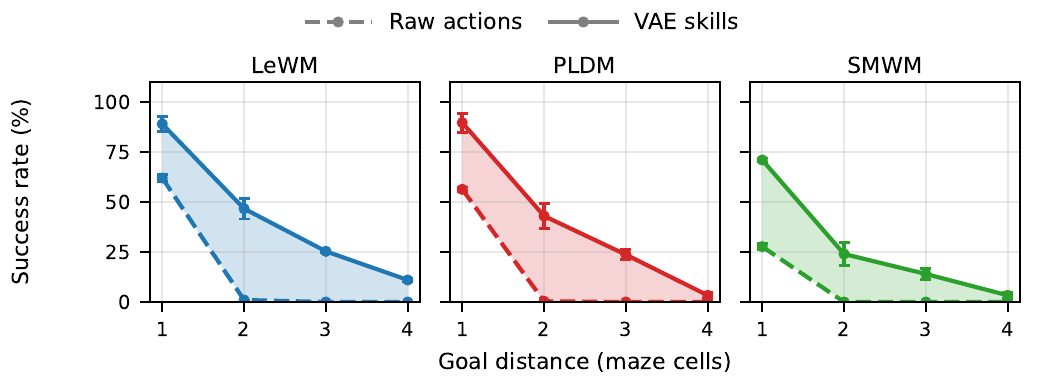 Raw actions VAE skills
LeWM PLDM SMWM
Success rate (%)
100
75
50
25
0
1 2 3 4 1 2 3 4 1 2 3 4
Goal distance (maze cells)